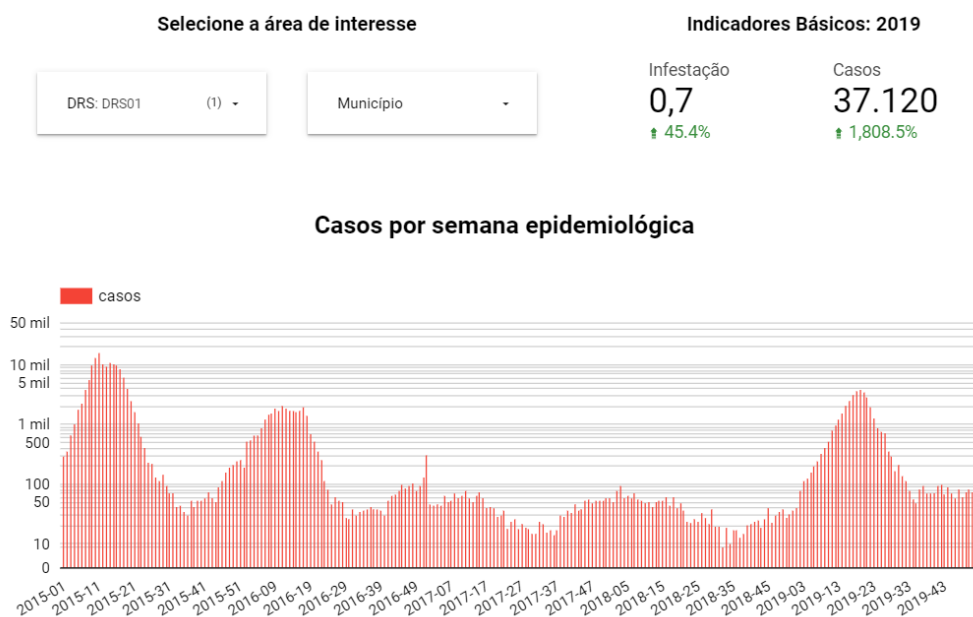 Selecione a área de interesse
Indicadores Básicos: 2019
DRS: DRS01 (1)
Município
Infestação
0,7
45.4%
Casos
37.120
1,808.5%
Casos por semana epidemiológica
casos
50 mil
10 mil
5 mil
1 mil
500
100
50
10
0
2015-01
2015-11
2015-21
2015-31
2015-41
2015-51
2016-09
2016-19
2016-29
2016-39
2016-49
2017-07
2017-17
2017-27
2017-37
2017-47
2018-05
2018-15
2018-25
2018-35
2018-45
2019-03
2019-13
2019-23
2019-33
2019-43